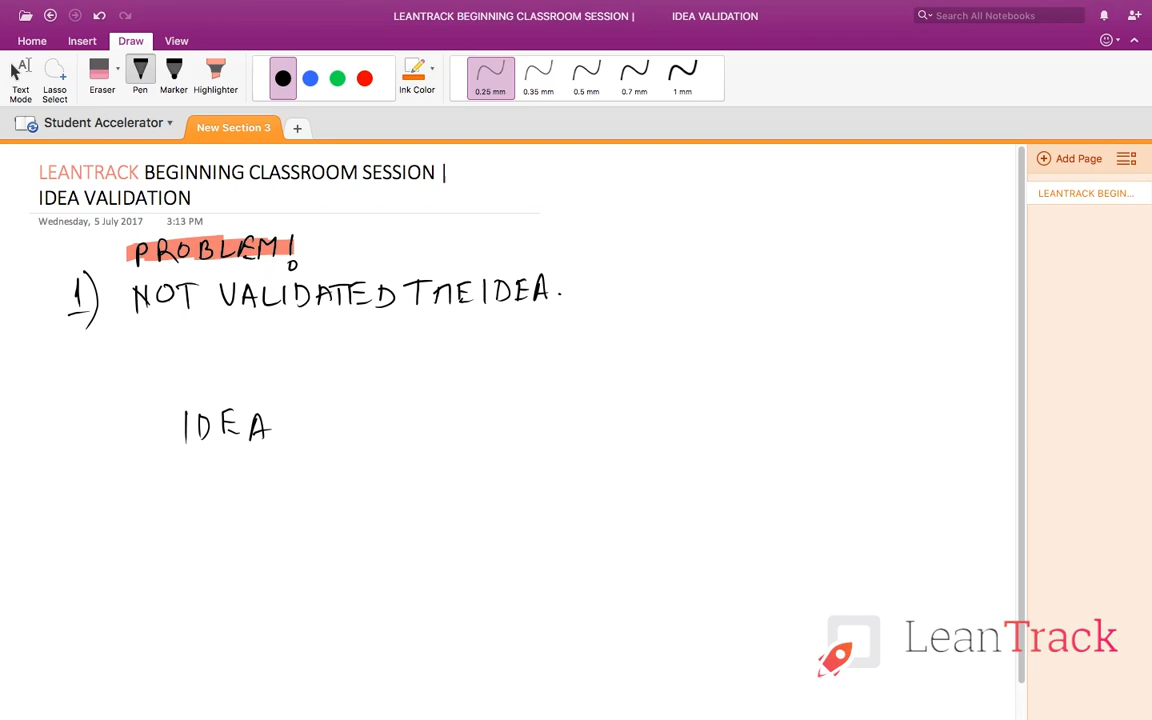 LEANTRACK BEGINNING CLASSROOM SESSION | IDEA VALIDATION
Search All Notebooks
Home Insert Draw View
Text Mode
Lasso Select
Eraser
Pen
Marker
Highlighter
Ink Color
0.25 mm 0.35 mm 0.5 mm 0.7 mm 1 mm
Student Accelerator
New Section 3
+
Add Page
LEANTRACK BEGIN...
LEANTRACK BEGINNING CLASSROOM SESSION |
IDEA VALIDATION
Wednesday, 5 July 2017 3:13 PM
PROBLEM!
1) NOT VALIDATED THE IDEA.
IDEA
LeanTrack